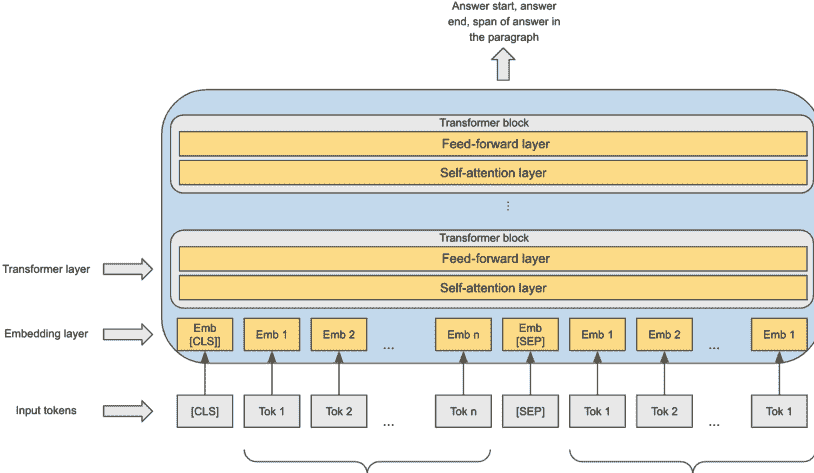 Answer start, answer
end, span of answer in
the paragraph
Transformer block
Feed-forward layer
Self-attention layer
⋮
Transformer block
Transformer layer
Feed-forward layer
Self-attention layer
Embedding layer
Emb
[CLS]]
Emb 1
Emb 2
...
Emb n
Emb
[SEP]
Emb 1
Emb 2
...
Emb 1
Input tokens
[CLS]
Tok 1
Tok 2
...
Tok n
[SEP]
Tok 1
Tok 2
...
Tok 1